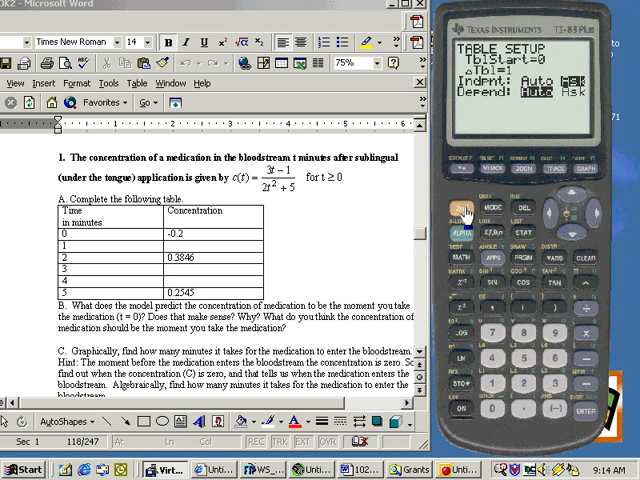 OK2 - Microsoft Word
Times New Roman 14 B I U
75%
View Insert Format Tools Table Window Help
Favorites Go
1. The concentration of a medication in the bloodstream t minutes after sublingual
(under the tongue) application is given by c(t) = (3t − 1)/(2t² + 5) for t ≥ 0
A. Complete the following table.
Time in minutes Concentration
0 -0.2
1
2 0.3846
3
4
5 0.2545
B. What does the model predict the concentration of medication to be the moment you take
the medication (t = 0)? Does that make sense? Why? What do you think the concentration of
medication should be the moment you take the medication?
C. Graphically, find how many minutes it takes for the medication to enter the bloodstream.
Hint: The moment before the medication enters the bloodstream the concentration is zero. So
find out when the concentration (C) is zero, and that tells us when the medication enters the
bloodstream. Algebraically, find how many minutes it takes for the medication to enter the
bloodstream.
AutoShapes
Sec 1 118/247 At Ln Col REC TRK EXT OVR
TEXAS INSTRUMENTS TI-83 Plus
TABLE SETUP
TblStart=0
△Tbl=1
Indpnt: Auto Ask
Depend: Auto Ask
Y= WINDOW ZOOM TRACE GRAPH
MODE DEL
ALPHA X,T,θ,n STAT
MATH APPS PRGM VARS CLEAR
SIN COS TAN ^
, ( ) ÷
LOG 7 8 9 ×
LN 4 5 6 −
STO▸ 1 2 3 +
ON 0 . (−) ENTER
71
Start Virt... Unti... WS_... Unti... 102... Grants Unti... 9:14 AM